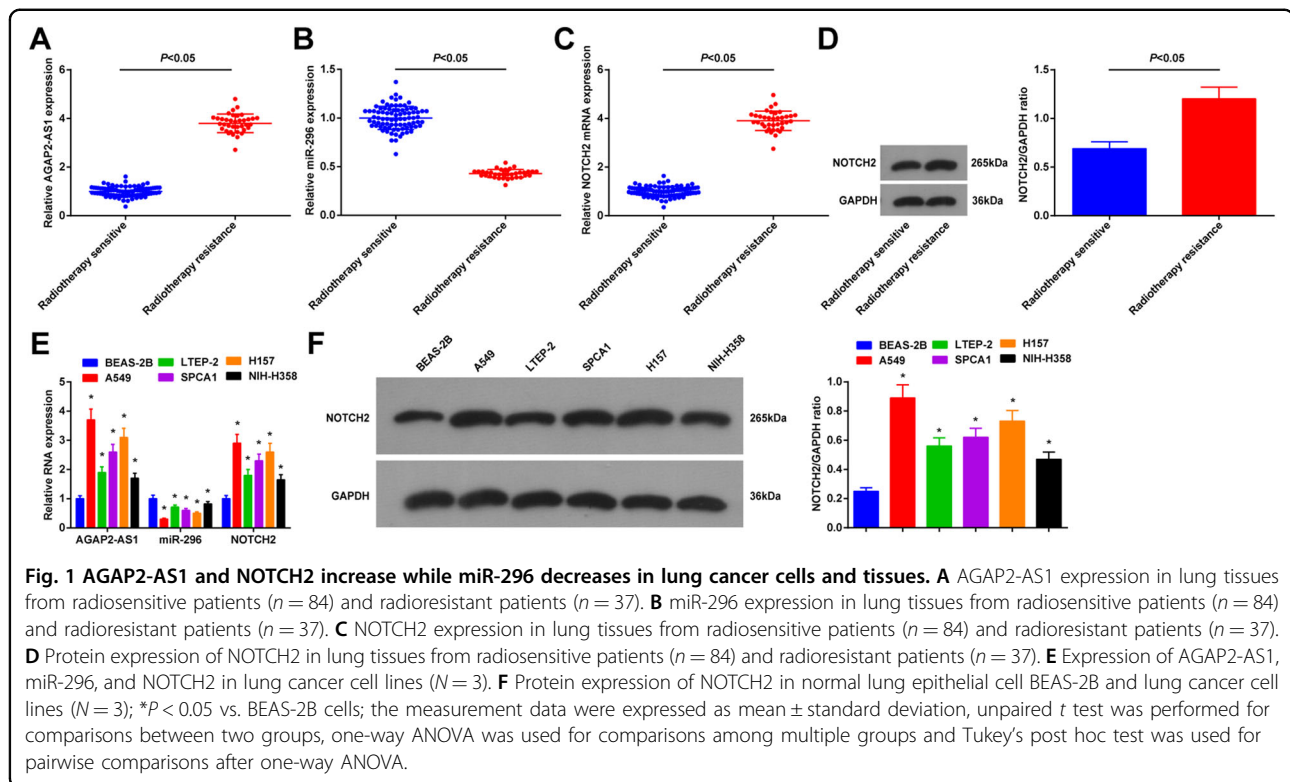 A
Relative AGAP2-AS1 expression
6
4
2
0
P<0.05
Radiotherapy sensitive
Radiotherapy resistance
B
Relative miR-296 expression
1.5
1.0
0.5
0.0
P<0.05
Radiotherapy sensitive
Radiotherapy resistance
C
Relative NOTCH2 mRNA expression
6
4
2
0
P<0.05
Radiotherapy sensitive
Radiotherapy resistance
D
NOTCH2
265kDa
GAPDH
36kDa
Radiotherapy sensitive
Radiotherapy resistance
NOTCH2/GAPDH ratio
1.5
1.0
0.5
0.0
P<0.05
Radiotherapy sensitive
Radiotherapy resistance
E
BEAS-2B LTEP-2 H157
A549 SPCA1 NIH-H358
Relative RNA expression
5
4
3
2
1
0
* * * * *
* * * * *
* * * * *
AGAP2-AS1 miR-296 NOTCH2
F
BEAS-2B A549 LTEP-2 SPCA1 H157 NIH-H358
NOTCH2
265kDa
GAPDH
36kDa
BEAS-2B LTEP-2 H157
A549 SPCA1 NIH-H358
NOTCH2/GAPDH ratio
1.0
0.8
0.6
0.4
0.2
0.0
* * * * *
Fig. 1 AGAP2-AS1 and NOTCH2 increase while miR-296 decreases in lung cancer cells and tissues. A AGAP2-AS1 expression in lung tissues
from radiosensitive patients (n = 84) and radioresistant patients (n = 37). B miR-296 expression in lung tissues from radiosensitive patients (n = 84)
and radioresistant patients (n = 37). C NOTCH2 expression in lung tissues from radiosensitive patients (n = 84) and radioresistant patients (n = 37).
D Protein expression of NOTCH2 in lung tissues from radiosensitive patients (n = 84) and radioresistant patients (n = 37). E Expression of AGAP2-AS1,
miR-296, and NOTCH2 in lung cancer cell lines (N = 3). F Protein expression of NOTCH2 in normal lung epithelial cell BEAS-2B and lung cancer cell
lines (N = 3); *P < 0.05 vs. BEAS-2B cells; the measurement data were expressed as mean ± standard deviation, unpaired t test was performed for
comparisons between two groups, one-way ANOVA was used for comparisons among multiple groups and Tukey's post hoc test was used for
pairwise comparisons after one-way ANOVA.